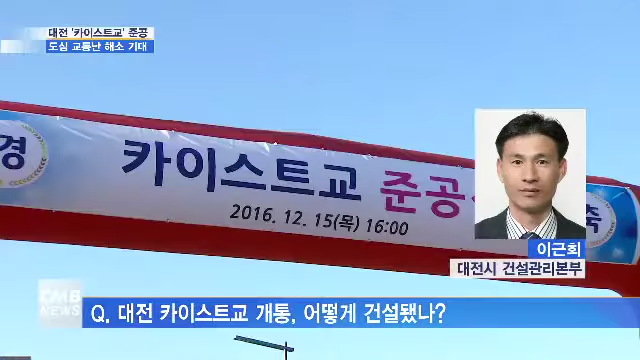 대전 '카이스트교' 준공
도심 교통난 해소 기대
경
카이스트교 준공
2016. 12. 15(목) 16:00
축
이근회
대전시 건설관리본부
CMB
NEWS
Q. 대전 카이스트교 개통, 어떻게 건설됐나?